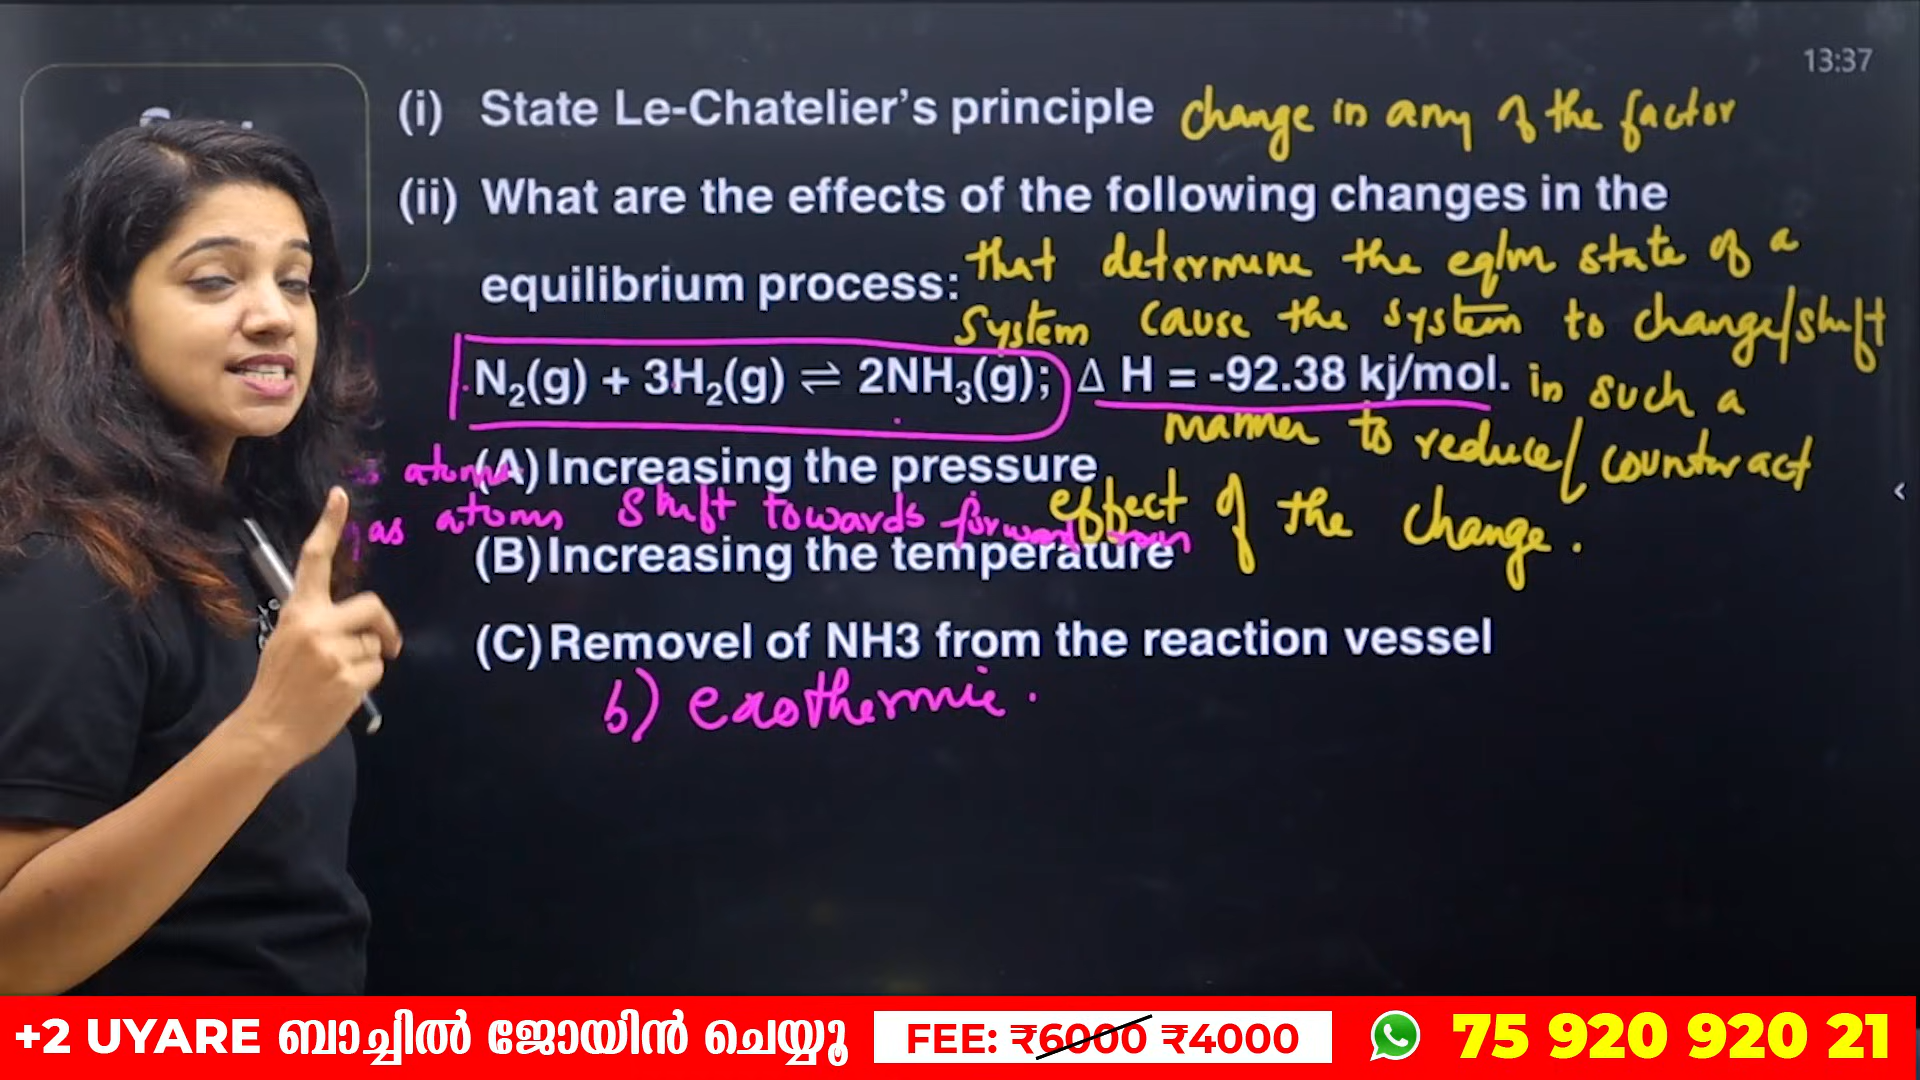 13:37
(i) State Le-Chatelier's principle change in any of the factor
(ii) What are the effects of the following changes in the
equilibrium process: that determine the eqlm state of a
system cause the system to change/shift
N₂(g) + 3H₂(g) ⇌ 2NH₃(g); Δ H = -92.38 kj/mol. in such a
manner to reduce/counteract
(A) Increasing the pressure effect of the change.
atoms
gas atoms shift towards forward
(B) Increasing the temperature
(C) Removel of NH3 from the reaction vessel
b) exothermic.
+2 UYARE ബാച്ചിൽ ജോയിൻ ചെയ്യൂ FEE: ₹6000 ₹4000 75 920 920 21